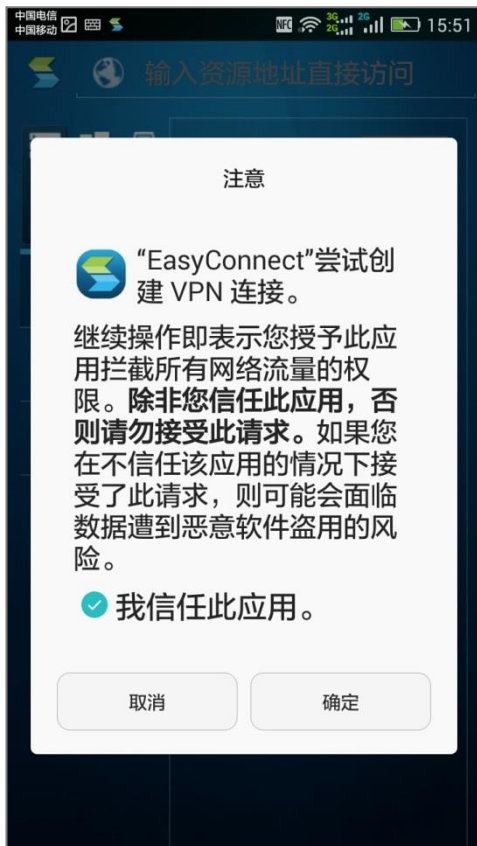 中国电信
中国移动
NFC
3G
2G
2G
15:51
输入资源地址直接访问
注意
“EasyConnect”尝试创
建 VPN 连接。
继续操作即表示您授予此应
用拦截所有网络流量的权
限。除非您信任此应用，否
则请勿接受此请求。如果您
在不信任该应用的情况下接
受了此请求，则可能会面临
数据遭到恶意软件盗用的风
险。
我信任此应用。
取消
确定